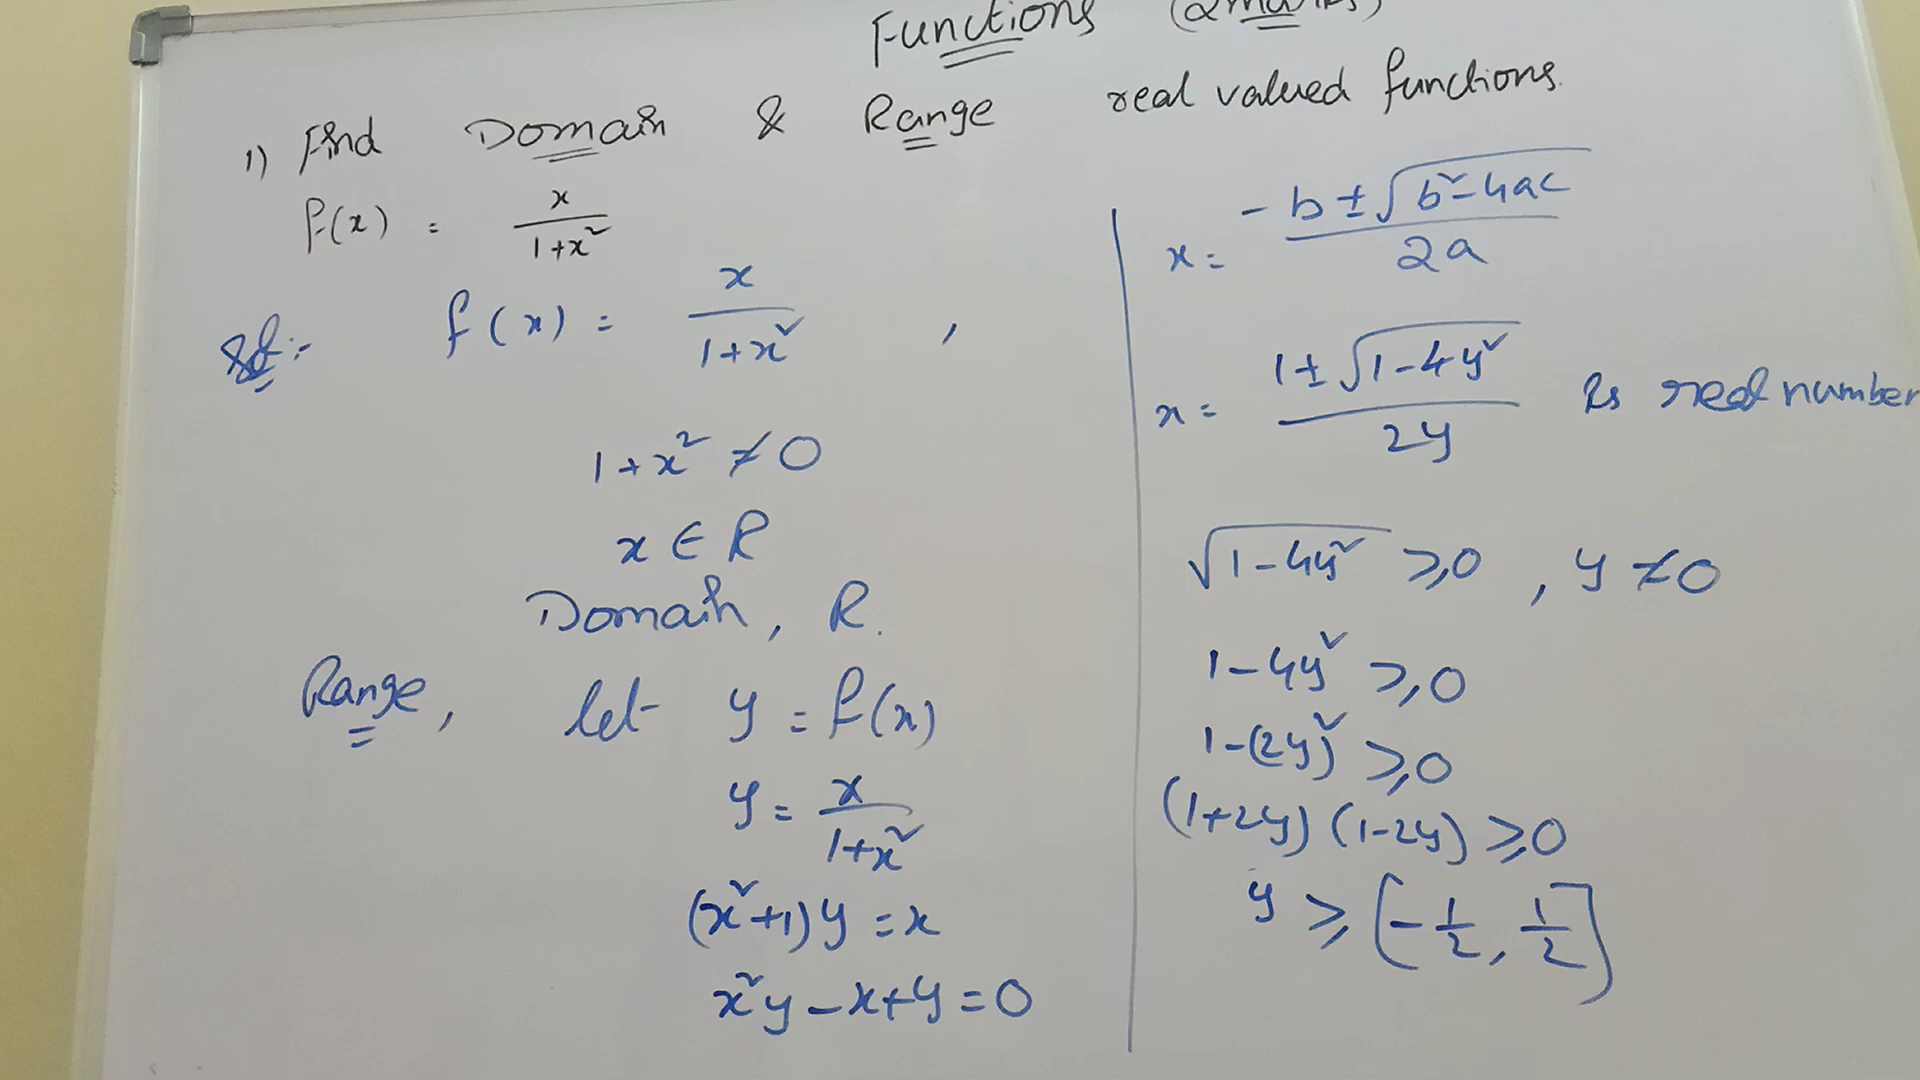 Functions (2marks)
1) Find Domain & Range real valued functions.
f(x) = x/(1+x²)
Sol:- f(x) = x/(1+x²) ,
1+x² ≠ 0
x ∈ R
Domain, R.
Range, let y = f(x)
y = x/(1+x²)
(x²+1)y = x
x²y - x + y = 0
x = (-b ± √(b²-4ac))/(2a)
x = (1 ± √(1-4y²))/(2y) is real number
√(1-4y²) ≥ 0 , y ≠ 0
1-4y² ≥ 0
1-(2y)² ≥ 0
(1+2y) (1-2y) ≥ 0
y ≥ [-1/2, 1/2]